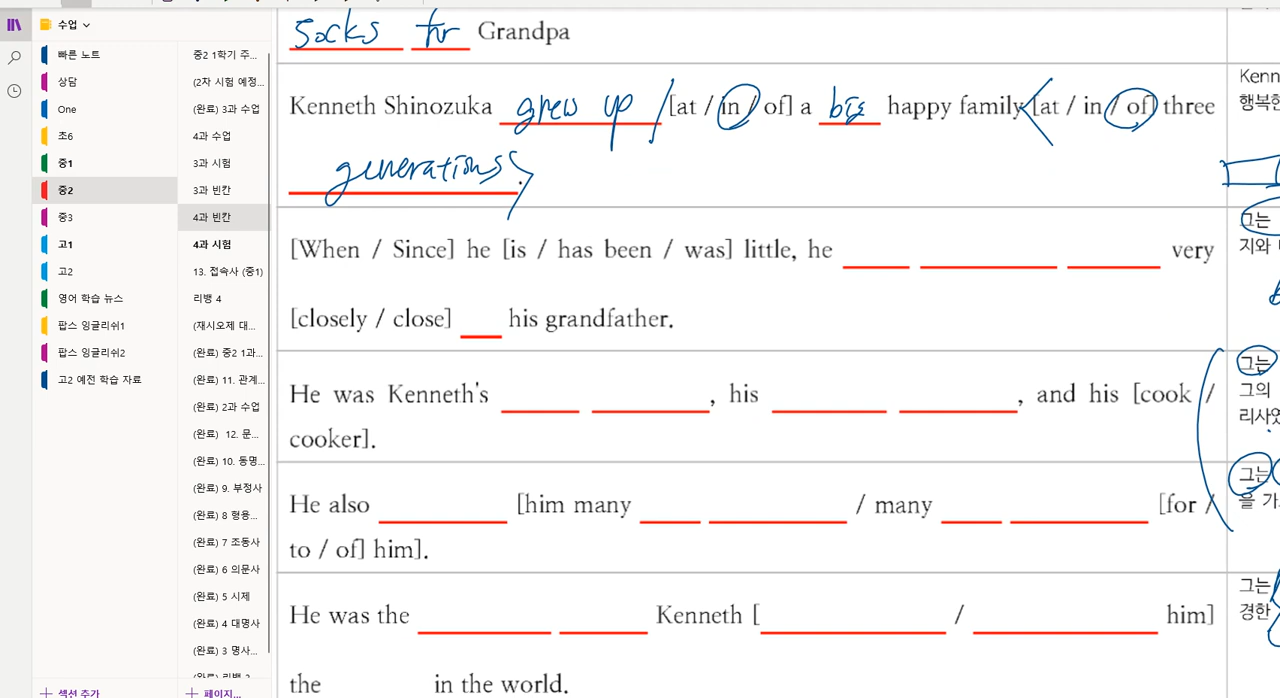 수업
빠른 노트
상담
One
초6
중1
중2
중3
고1
고2
영어 학습 뉴스
팝스 잉글리쉬1
팝스 잉글리쉬2
고2 예전 학습 자료
섹션 추가
중2 1학기 주...
(2차 시험 예정...
(완료) 3과 수업
4과 수업
3과 시험
3과 빈칸
4과 빈칸
4과 시험
13. 접속사 (중1)
리뱅 4
(재시오제 대...
(완료) 중2 1과...
(완료) 11. 관계...
(완료) 2과 수업
(완료) 12. 문...
(완료) 10. 동명...
(완료) 9. 부정사
(완료) 8 형용...
(완료) 7 조동사
(완료) 6 의문사
(완료) 5 시제
(완료) 4 대명사
(완료) 3 명사...
페이지...
socks for Grandpa
Kenneth Shinozuka grew up [at / in / of] a big happy family [at / in / of] three
generations.
[When / Since] he [is / has been / was] little, he very
[closely / close] his grandfather.
He was Kenneth's , his , and his [cook /
cooker].
He also [him many / many [for /
to / of] him].
He was the Kenneth [ / him]
the in the world.
Kenn
행복한
그는
지와
그는
그의
리사였
그는
을 가
그는
경한